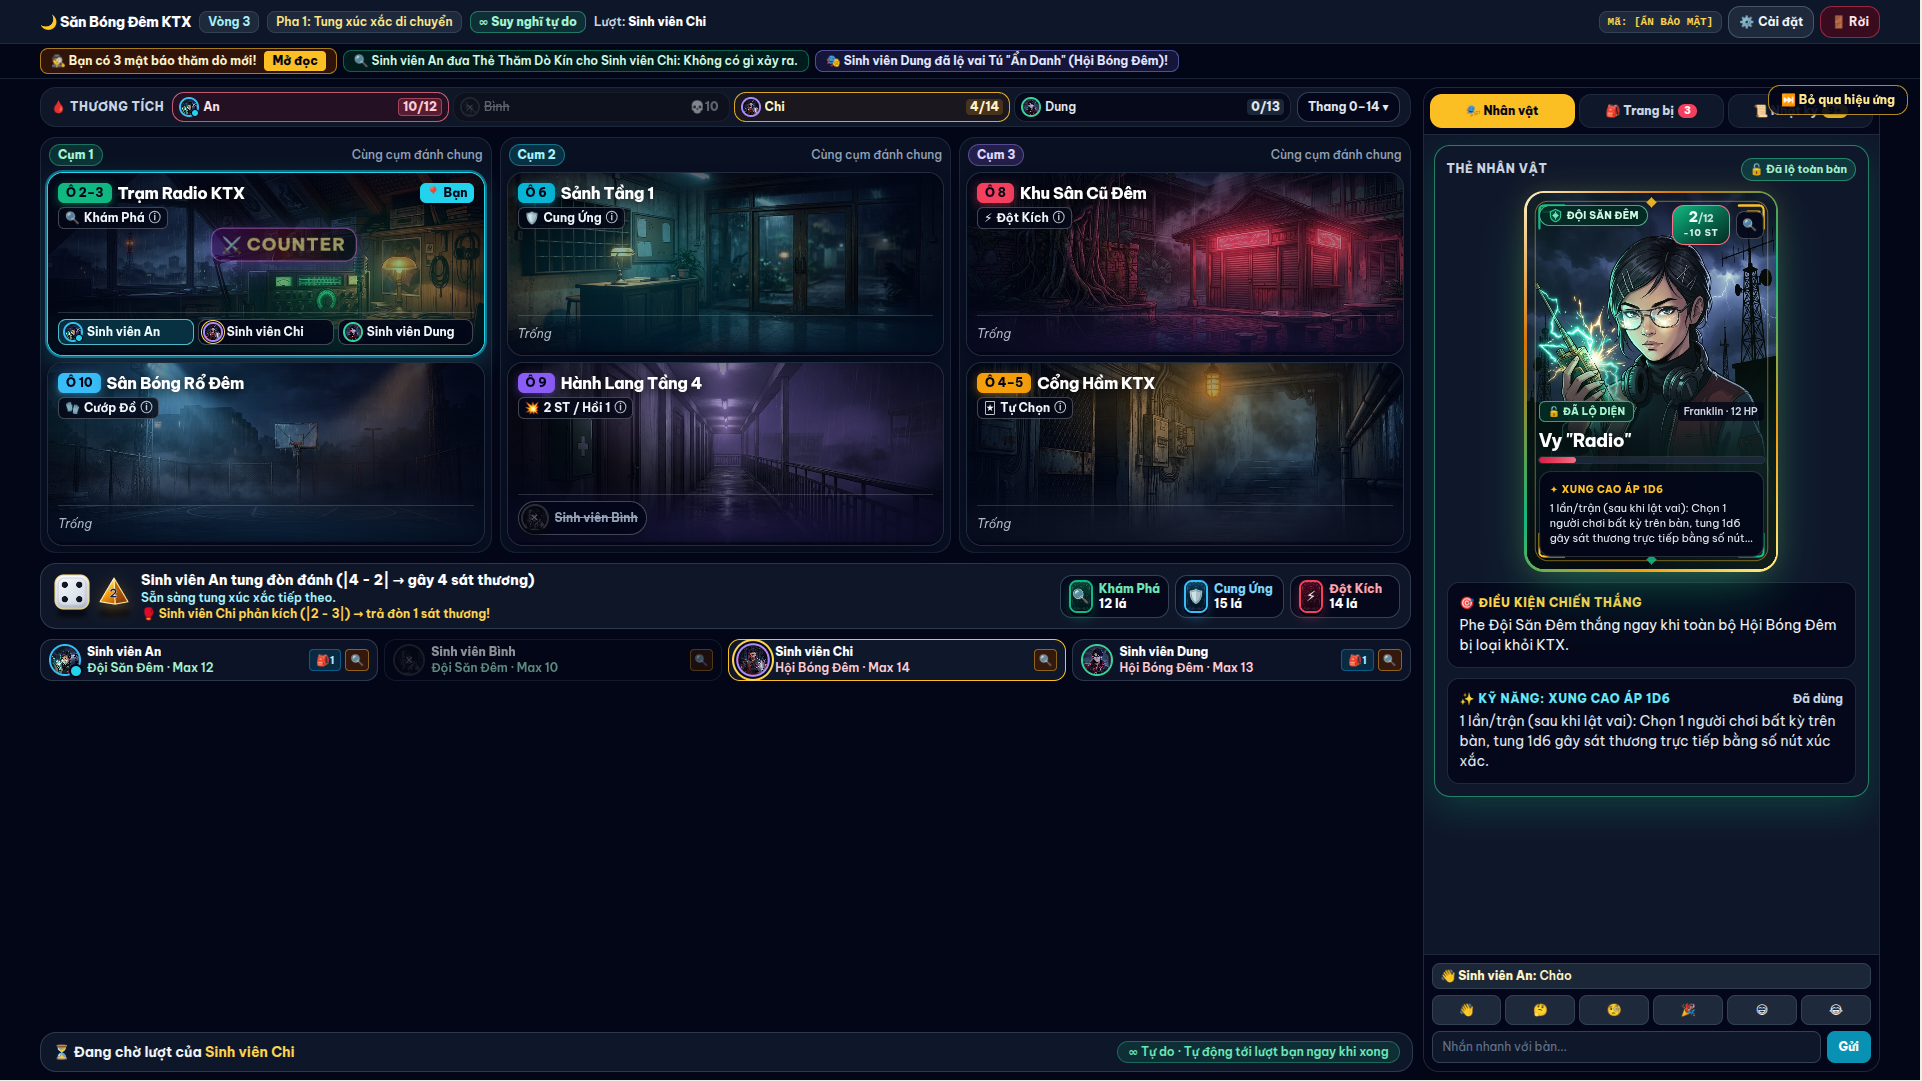 🌙 Săn Bóng Đêm KTX
Vòng 3
Pha 1: Tung xúc xắc di chuyển
∞ Suy nghĩ tự do
Lượt: Sinh viên Chi
Mã: [ẨN BẢO MẬT]
⚙️ Cài đặt
🚪 Rời
🕵️ Bạn có 3 mật báo thăm dò mới! Mở đọc
🔍 Sinh viên An đưa Thẻ Thăm Dò Kín cho Sinh viên Chi: Không có gì xảy ra.
🎭 Sinh viên Dung đã lộ vai Tú "Ẩn Danh" (Hội Bóng Đêm)!
🩸 THƯƠNG TÍCH
An 10/12
Bình 💀10
Chi 4/14
Dung 0/13
Thang 0–14 ▾
Cụm 1
Cùng cụm đánh chung
Ô 2–3 Trạm Radio KTX
📍 Bạn
🔍 Khám Phá ⓘ
⚔️ COUNTER
Sinh viên An
Sinh viên Chi
Sinh viên Dung
Ô 10 Sân Bóng Rổ Đêm
🧤 Cướp Đồ ⓘ
Trống
Cụm 2
Cùng cụm đánh chung
Ô 6 Sảnh Tầng 1
🛡️ Cung Ứng ⓘ
Trống
Ô 9 Hành Lang Tầng 4
💥 2 ST / Hồi 1 ⓘ
Sinh viên Bình
Cụm 3
Cùng cụm đánh chung
Ô 8 Khu Sân Cũ Đêm
⚡ Đột Kích ⓘ
Trống
Ô 4–5 Cổng Hầm KTX
🃏 Tự Chọn ⓘ
Trống
2
Sinh viên An tung đòn đánh (|4 - 2| → gây 4 sát thương)
Sẵn sàng tung xúc xắc tiếp theo.
🥊 Sinh viên Chi phản kích (|2 - 3|) → trả đòn 1 sát thương!
Khám Phá
12 lá
Cung Ứng
15 lá
Đột Kích
14 lá
Sinh viên An
Đội Săn Đêm · Max 12
🎒1
Sinh viên Bình
Đội Săn Đêm · Max 10
Sinh viên Chi
Hội Bóng Đêm · Max 14
Sinh viên Dung
Hội Bóng Đêm · Max 13
🎒1
⏳ Đang chờ lượt của Sinh viên Chi
∞ Tự do · Tự động tới lượt bạn ngay khi xong
🎭 Nhân vật
🎒 Trang bị 3
⏩ Bỏ qua hiệu ứng
THẺ NHÂN VẬT
🔓 Đã lộ toàn bàn
ĐỘI SĂN ĐÊM
2/12
-10 ST
🔓 ĐÃ LỘ DIỆN
Franklin · 12 HP
Vy "Radio"
✦ XUNG CAO ÁP 1D6
1 lần/trận (sau khi lật vai): Chọn 1
người chơi bất kỳ trên bàn, tung 1d6
gây sát thương trực tiếp bằng số nút...
🎯 ĐIỀU KIỆN CHIẾN THẮNG
Phe Đội Săn Đêm thắng ngay khi toàn bộ Hội Bóng Đêm
bị loại khỏi KTX.
✨ KỸ NĂNG: XUNG CAO ÁP 1D6
Đã dùng
1 lần/trận (sau khi lật vai): Chọn 1 người chơi bất kỳ trên
bàn, tung 1d6 gây sát thương trực tiếp bằng số nút xúc
xắc.
👋 Sinh viên An: Chào
Nhắn nhanh với bàn...
Gửi